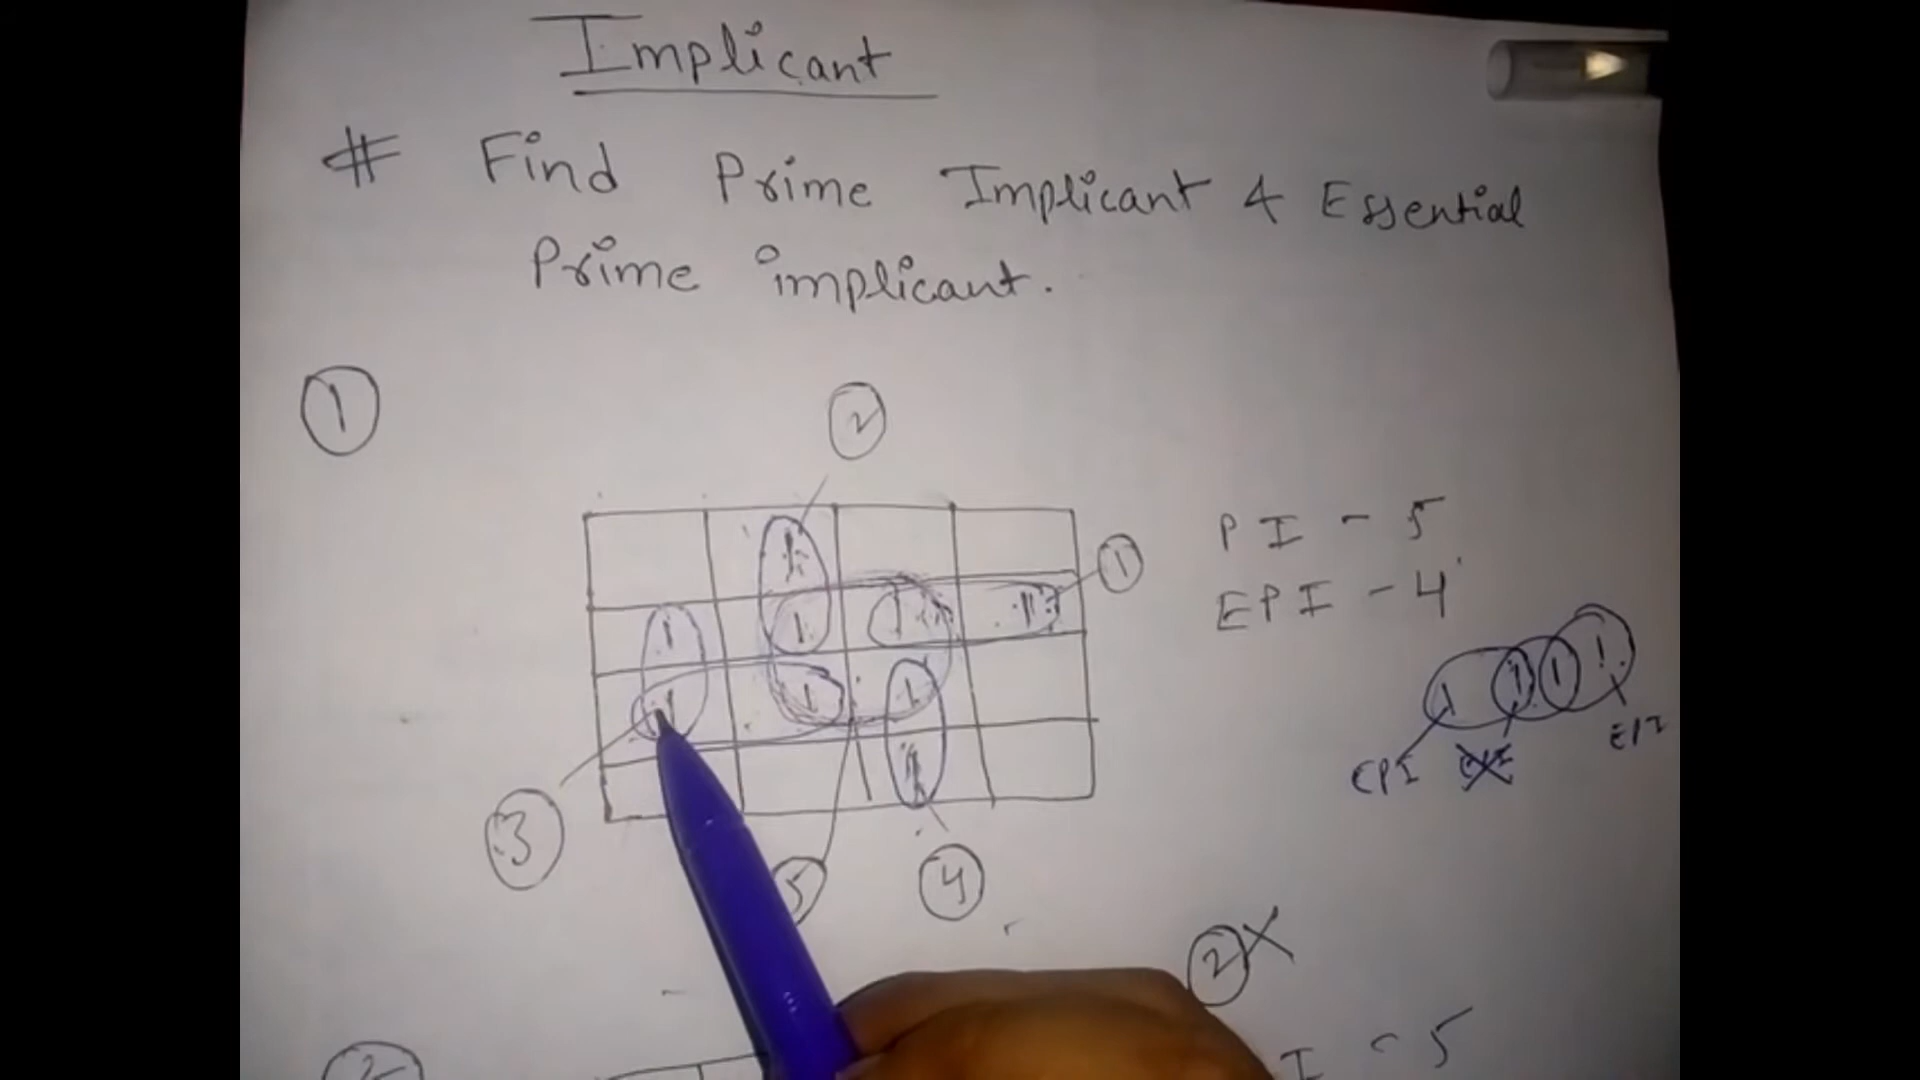 Implicant
# Find Prime Implicant & Essential
Prime implicant.
1
2
1
1
1 1 1 1
1 1 1
1
3
5
4
PI - 5
EPI - 4
1 1 1 1
EPI
EPI
2 X
I - 5
2